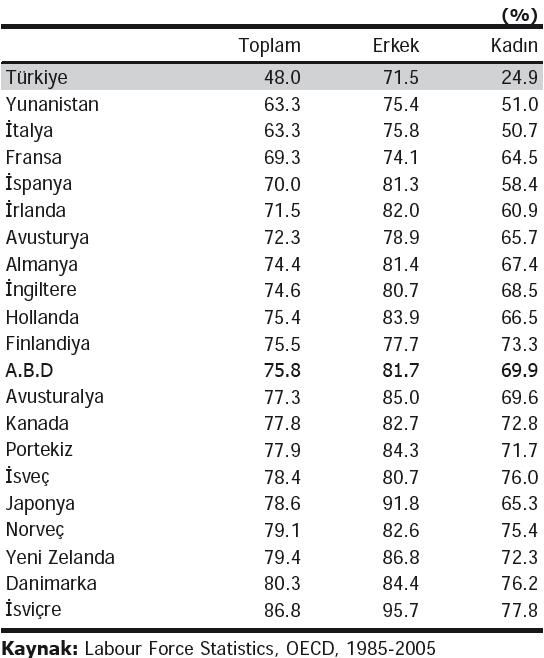 (%)
Toplam Erkek Kadın
Türkiye 48.0 71.5 24.9
Yunanistan 63.3 75.4 51.0
İtalya 63.3 75.8 50.7
Fransa 69.3 74.1 64.5
İspanya 70.0 81.3 58.4
İrlanda 71.5 82.0 60.9
Avusturya 72.3 78.9 65.7
Almanya 74.4 81.4 67.4
İngiltere 74.6 80.7 68.5
Hollanda 75.4 83.9 66.5
Finlandiya 75.5 77.7 73.3
A.B.D 75.8 81.7 69.9
Avusturalya 77.3 85.0 69.6
Kanada 77.8 82.7 72.8
Portekiz 77.9 84.3 71.7
İsveç 78.4 80.7 76.0
Japonya 78.6 91.8 65.3
Norveç 79.1 82.6 75.4
Yeni Zelanda 79.4 86.8 72.3
Danimarka 80.3 84.4 76.2
İsviçre 86.8 95.7 77.8
Kaynak: Labour Force Statistics, OECD, 1985-2005